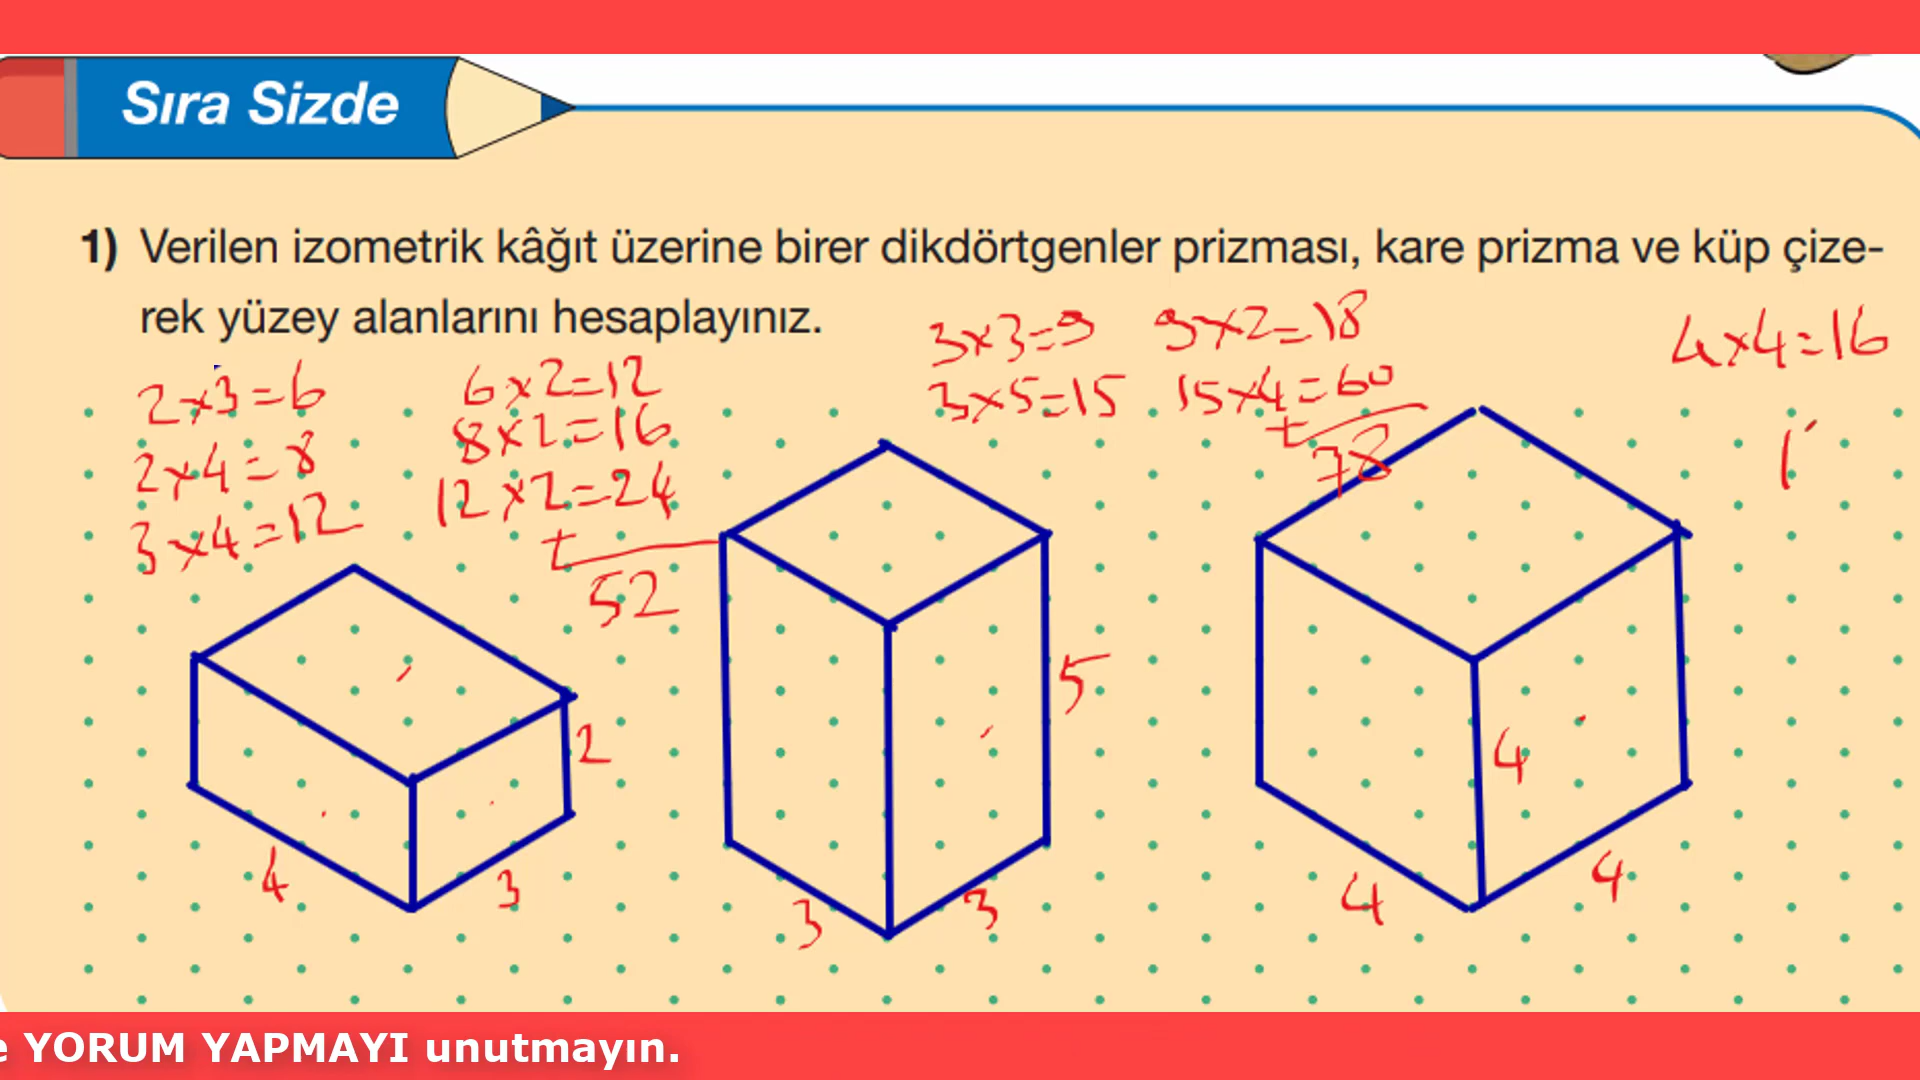 Sıra Sizde
1) Verilen izometrik kâğıt üzerine birer dikdörtgenler prizması, kare prizma ve küp çize-
rek yüzey alanlarını hesaplayınız.
2x3=6
2x4=8
3x4=12
6x2=12
8x2=16
12x2=24
+
52
3x3=9
3x5=15
9x2=18
15x4=60
+
78
4x4=16
1
2
4
3
5
3
3
4
4
4
e YORUM YAPMAYI unutmayın.